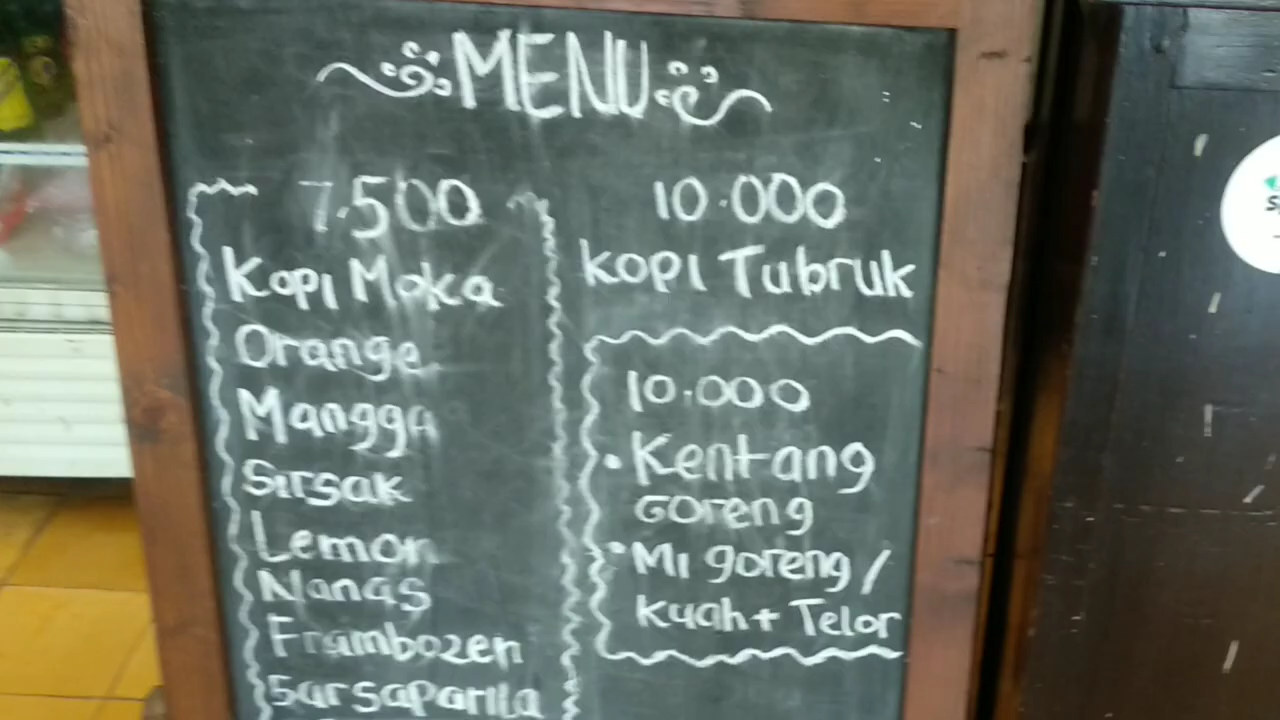 MENU
7.500
Kopi Moka
Orange
Mangga
Sirsak
Lemon
Nanas
Frambozen
Sarsaparila
10.000
Kopi Tubruk
10.000
• Kentang
Goreng
• Mi goreng /
Kuah + Telor